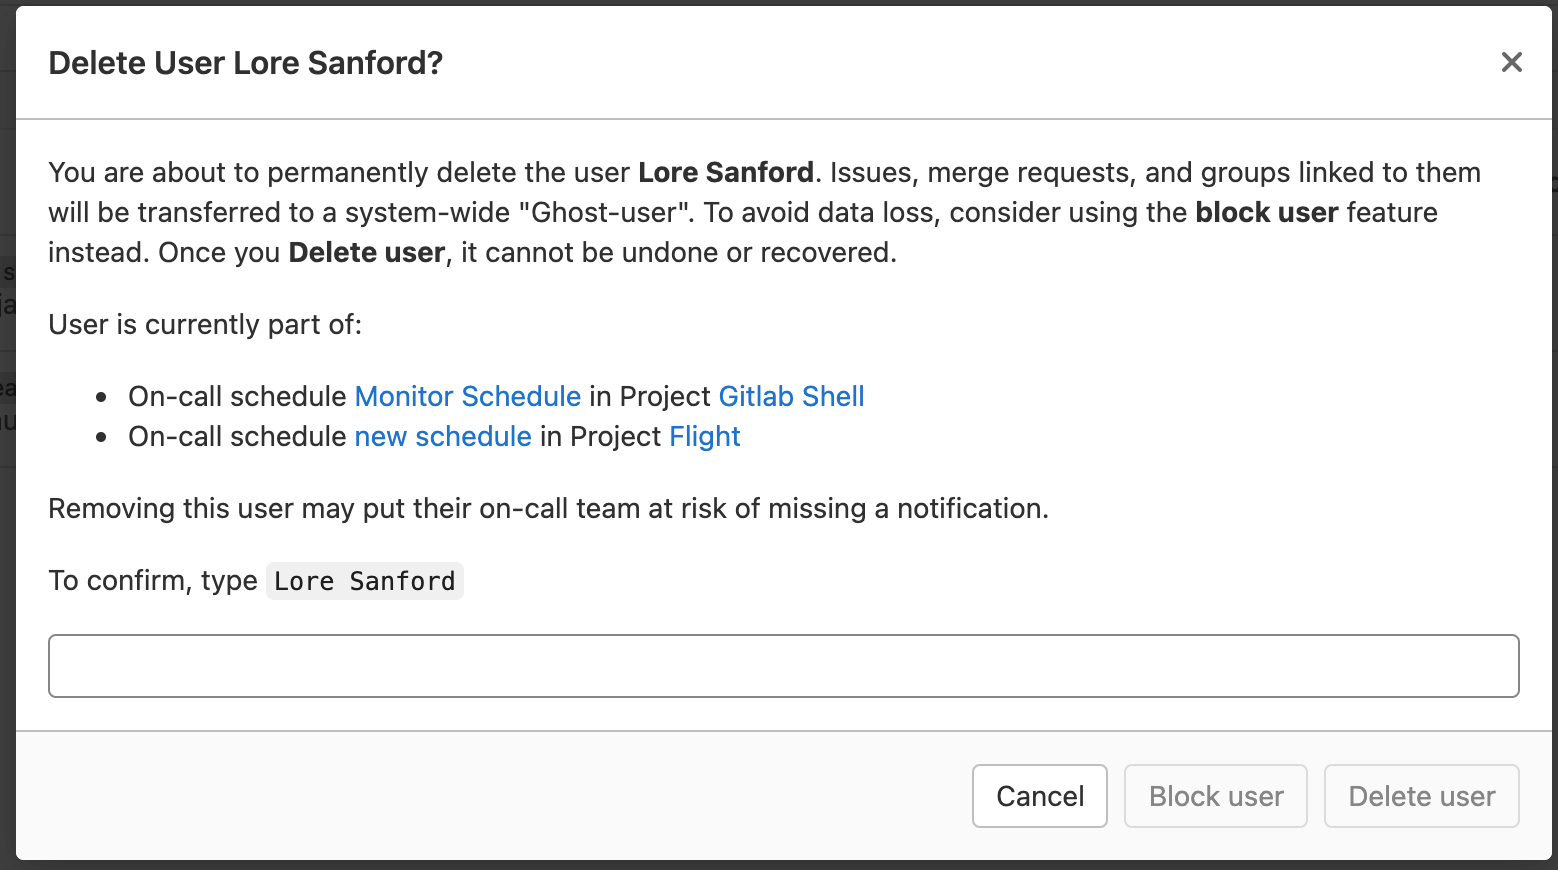 Delete User Lore Sanford?
You are about to permanently delete the user Lore Sanford. Issues, merge requests, and groups linked to them
will be transferred to a system-wide "Ghost-user". To avoid data loss, consider using the block user feature
instead. Once you Delete user, it cannot be undone or recovered.
User is currently part of:
On-call schedule Monitor Schedule in Project Gitlab Shell
On-call schedule new schedule in Project Flight
Removing this user may put their on-call team at risk of missing a notification.
To confirm, type Lore Sanford
Cancel
Block user
Delete user